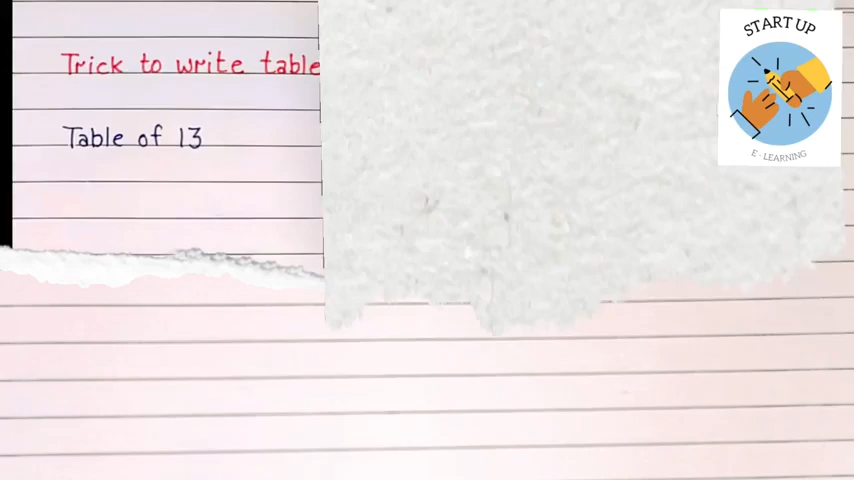 Trick to write table
Table of 13
START UP
E - LEARNING